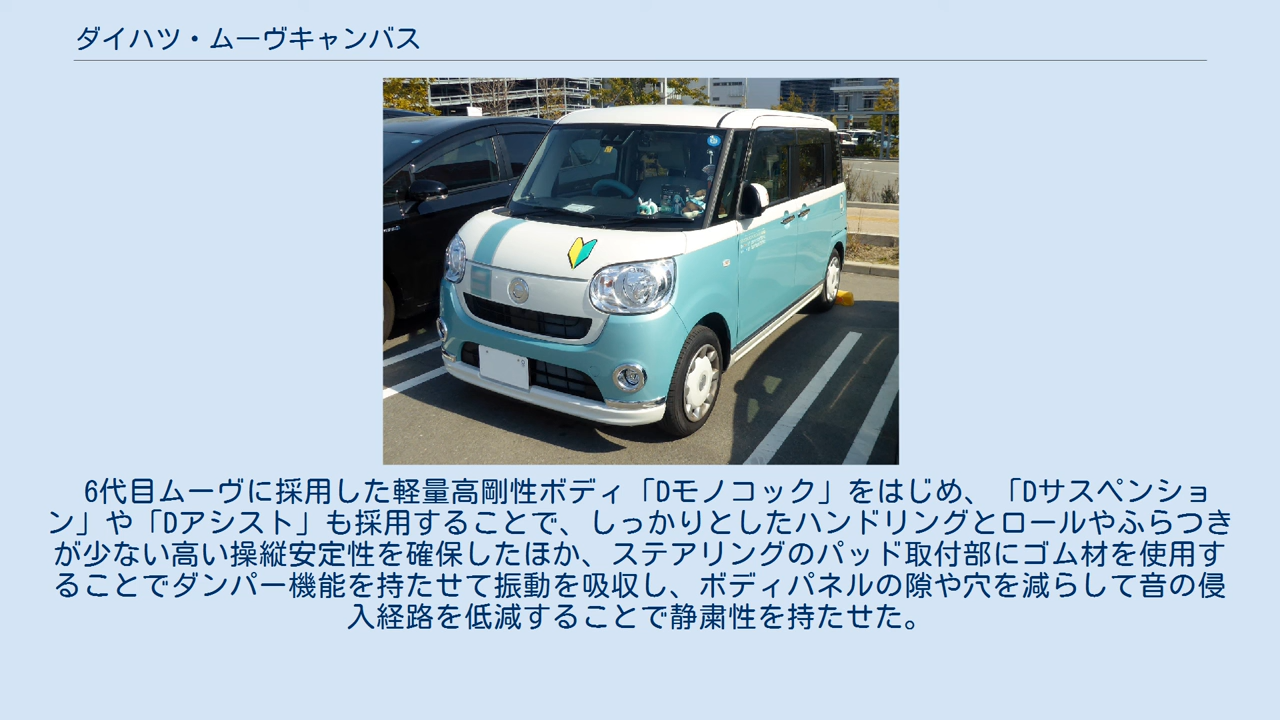 ダイハツ・ムーヴキャンバス
6代目ムーヴに採用した軽量高剛性ボディ「Dモノコック」をはじめ、「Dサスペンショ
ン」や「Dアシスト」も採用することで、しっかりとしたハンドリングとロールやふらつき
が少ない高い操縦安定性を確保したほか、ステアリングのパッド取付部にゴム材を使用す
ることでダンパー機能を持たせて振動を吸収し、ボディパネルの隙や穴を減らして音の侵
入経路を低減することで静粛性を持たせた。